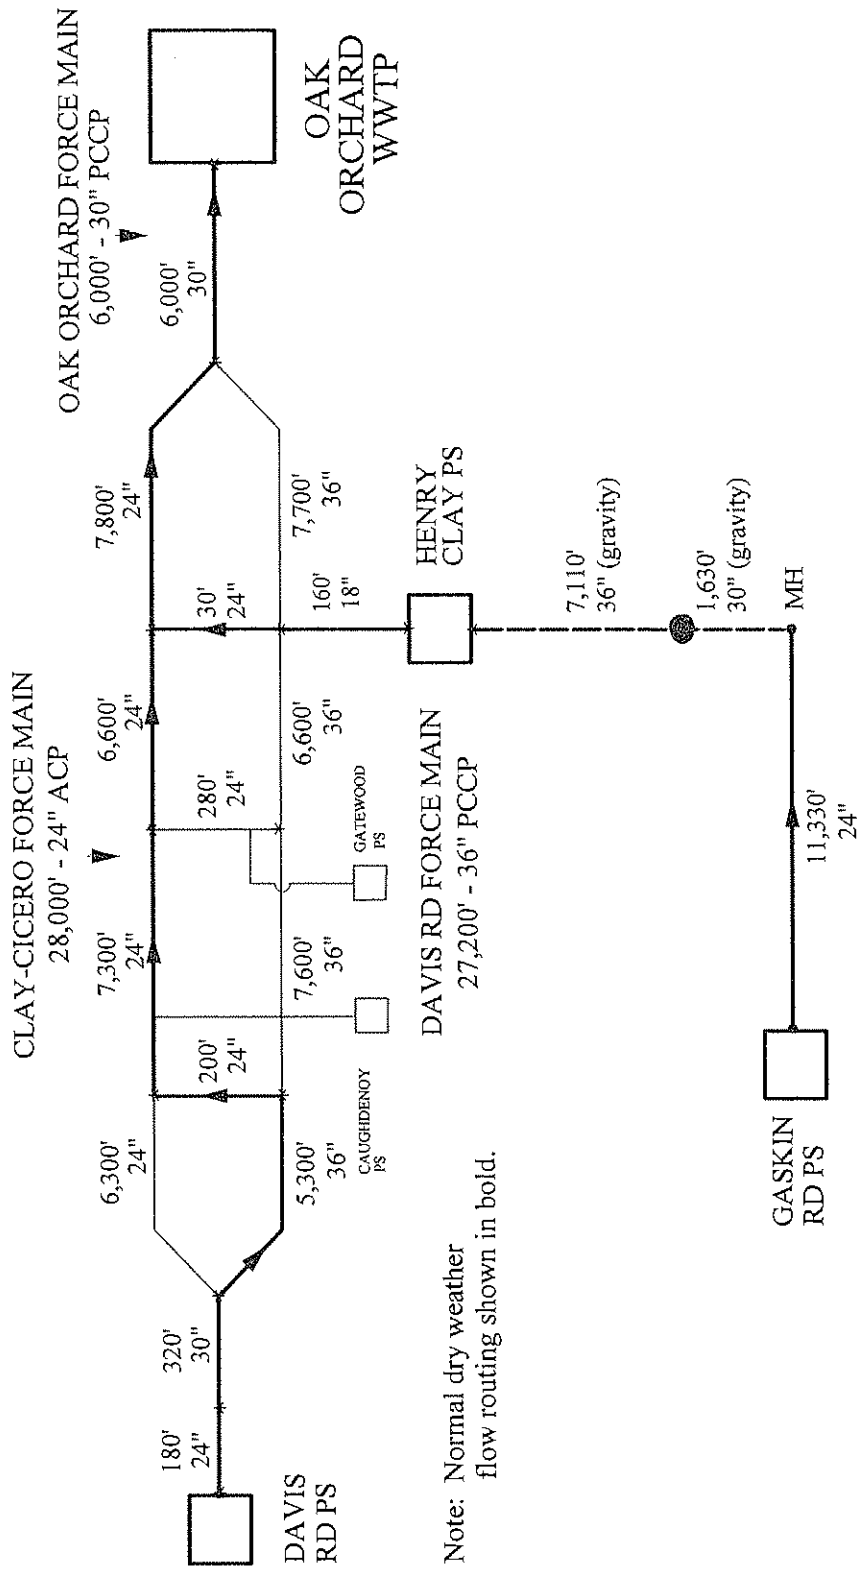 CLAY-CICERO FORCE MAIN
28,000' - 24" ACP
OAK ORCHARD FORCE MAIN
6,000' - 30" PCCP
180'
24"
320'
30"
6,300'
24"
7,300'
24"
6,600'
24"
7,800'
24"
6,000'
30"
200'
24"
280'
24"
30'
24"
5,300'
36"
7,600'
36"
6,600'
36"
7,700'
36"
160'
18"
DAVIS
RD PS
CAUGHDENOY
PS
GATEWOOD
PS
OAK
ORCHARD
WWTP
DAVIS RD FORCE MAIN
27,200' - 36" PCCP
HENRY
CLAY PS
Note: Normal dry weather
flow routing shown in bold.
7,110'
36" (gravity)
1,630'
30" (gravity)
MH
GASKIN
RD PS
11,330'
24"